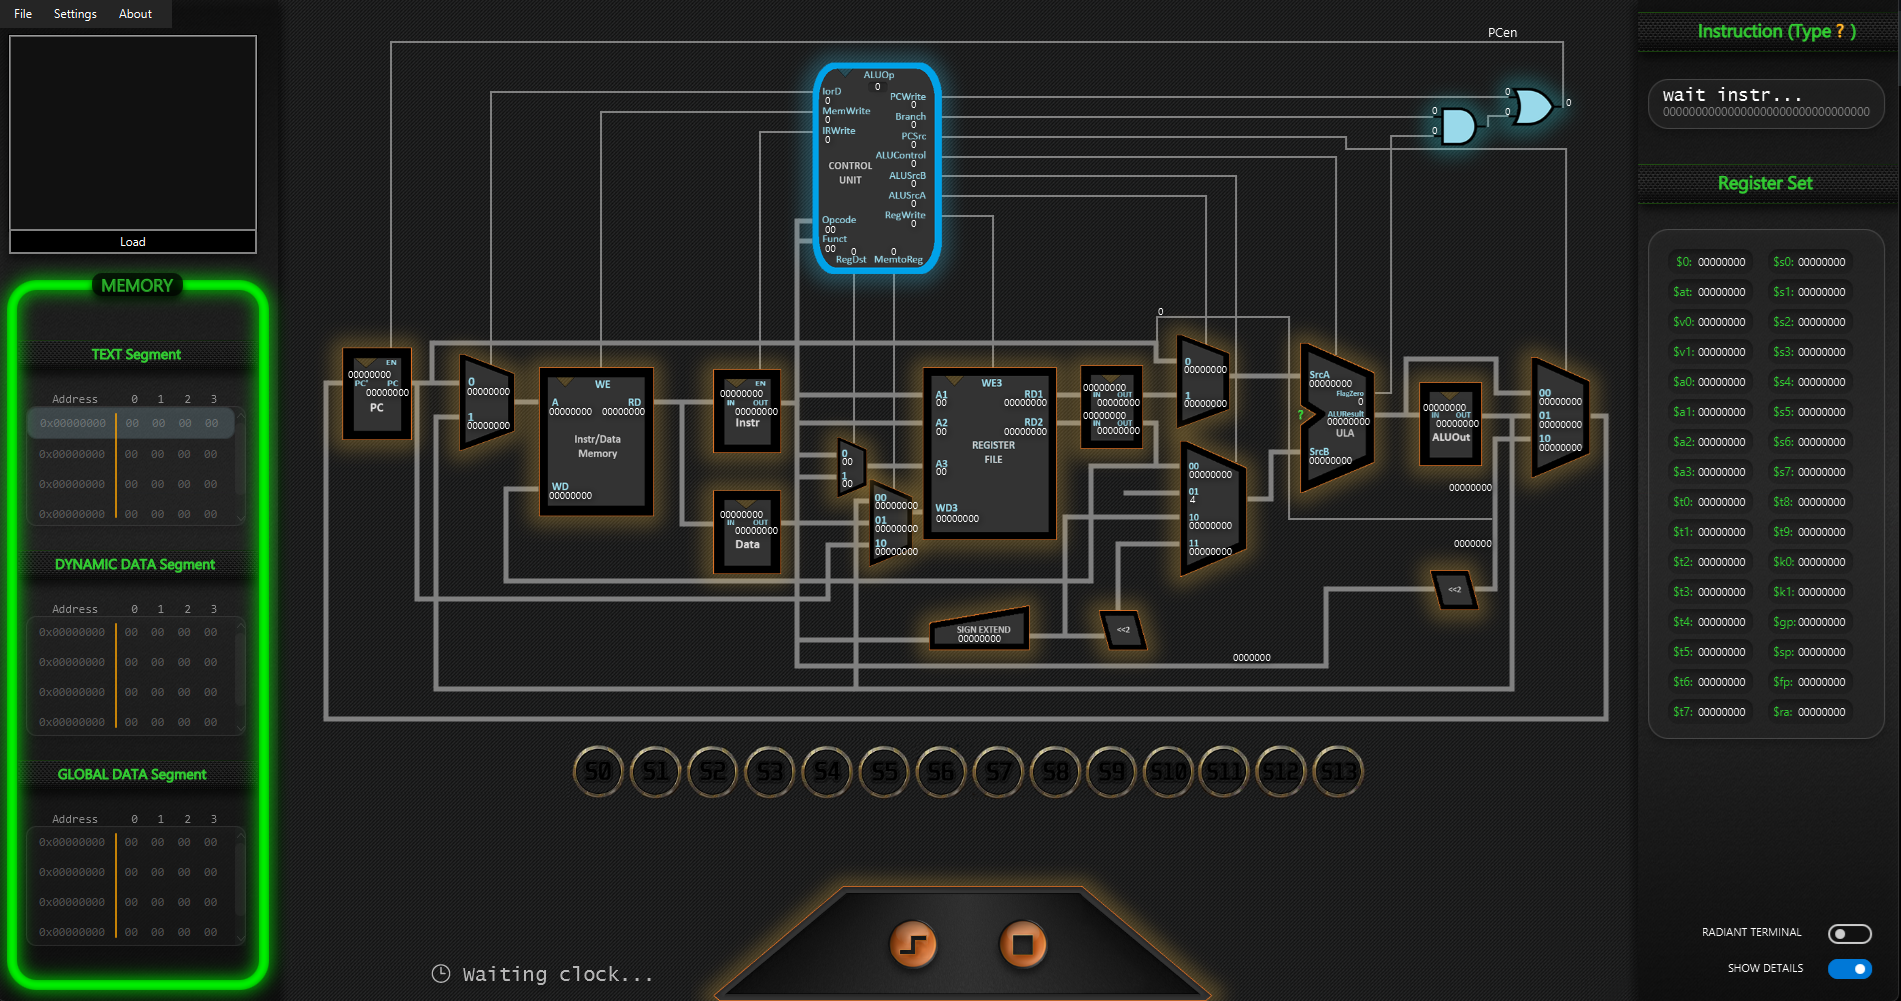 File Settings About
Load
MEMORY
TEXT Segment
Address 0 1 2 3
0x00000000 00 00 00 00
0x00000000 00 00 00 00
0x00000000 00 00 00 00
0x00000000 00 00 00 00
DYNAMIC DATA Segment
Address 0 1 2 3
0x00000000 00 00 00 00
0x00000000 00 00 00 00
0x00000000 00 00 00 00
0x00000000 00 00 00 00
GLOBAL DATA Segment
Address 0 1 2 3
0x00000000 00 00 00 00
0x00000000 00 00 00 00
0x00000000 00 00 00 00
0x00000000 00 00 00 00
PCen
ALUOp
0
IorD
0
MemWrite
0
IRWrite
0
CONTROL
UNIT
PCWrite
0
Branch
0
PCSrc
0
ALUControl
0
ALUSrcB
0
ALUSrcA
0
RegWrite
0
Opcode
00
Funct
00
0
RegDst
0
MemtoReg
0
0
0
0
0
EN
00000000
PC' PC
00000000
PC
0
00000000
1
00000000
WE
A RD
00000000 00000000
Instr/Data
Memory
WD
00000000
EN
00000000
IN OUT
00000000
Instr
00000000
IN OUT
00000000
Data
0
00
1
00
00
00000000
01
00000000
10
00000000
WE3
A1 RD1
00 00000000
A2 RD2
00 00000000
REGISTER
FILE
A3
00
WD3
00000000
00000000
IN OUT
00000000
00000000
IN OUT
00000000
0
0
00000000
1
00000000
00
00000000
01
4
10
00000000
11
00000000
SrcA
00000000
FlagZero
0
?
ALUResult
00000000
ULA
SrcB
00000000
00000000
IN OUT
00000000
ALUOut
00
00000000
01
00000000
10
00000000
00000000
0000000
<<2
SIGN EXTEND
00000000
<<2
0000000
S0 S1 S2 S3 S4 S5 S6 S7 S8 S9 S10 S11 S12 S13
Waiting clock...
Instruction (Type ? )
wait instr...
00000000000000000000000000000000
Register Set
$0: 00000000 $s0: 00000000
$at: 00000000 $s1: 00000000
$v0: 00000000 $s2: 00000000
$v1: 00000000 $s3: 00000000
$a0: 00000000 $s4: 00000000
$a1: 00000000 $s5: 00000000
$a2: 00000000 $s6: 00000000
$a3: 00000000 $s7: 00000000
$t0: 00000000 $t8: 00000000
$t1: 00000000 $t9: 00000000
$t2: 00000000 $k0: 00000000
$t3: 00000000 $k1: 00000000
$t4: 00000000 $gp: 00000000
$t5: 00000000 $sp: 00000000
$t6: 00000000 $fp: 00000000
$t7: 00000000 $ra: 00000000
RADIANT TERMINAL
SHOW DETAILS